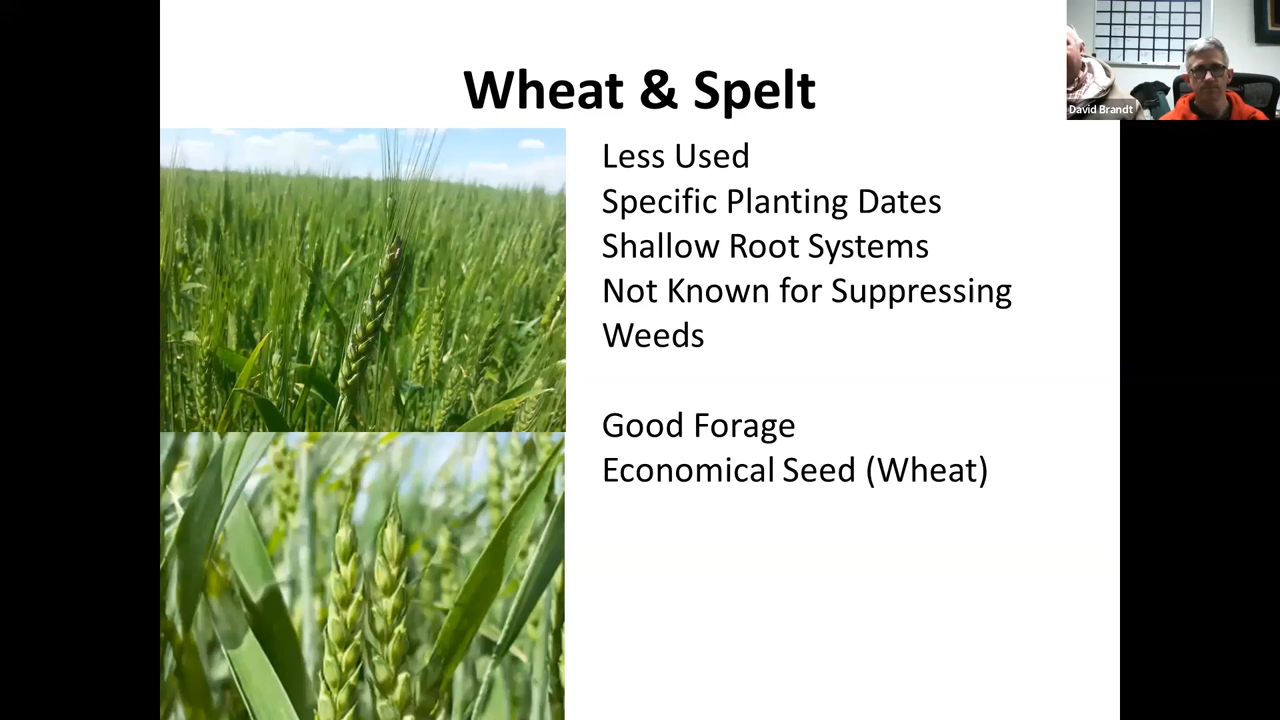 Wheat & Spelt
Less Used
Specific Planting Dates
Shallow Root Systems
Not Known for Suppressing
Weeds
Good Forage
Economical Seed (Wheat)
David Brandt